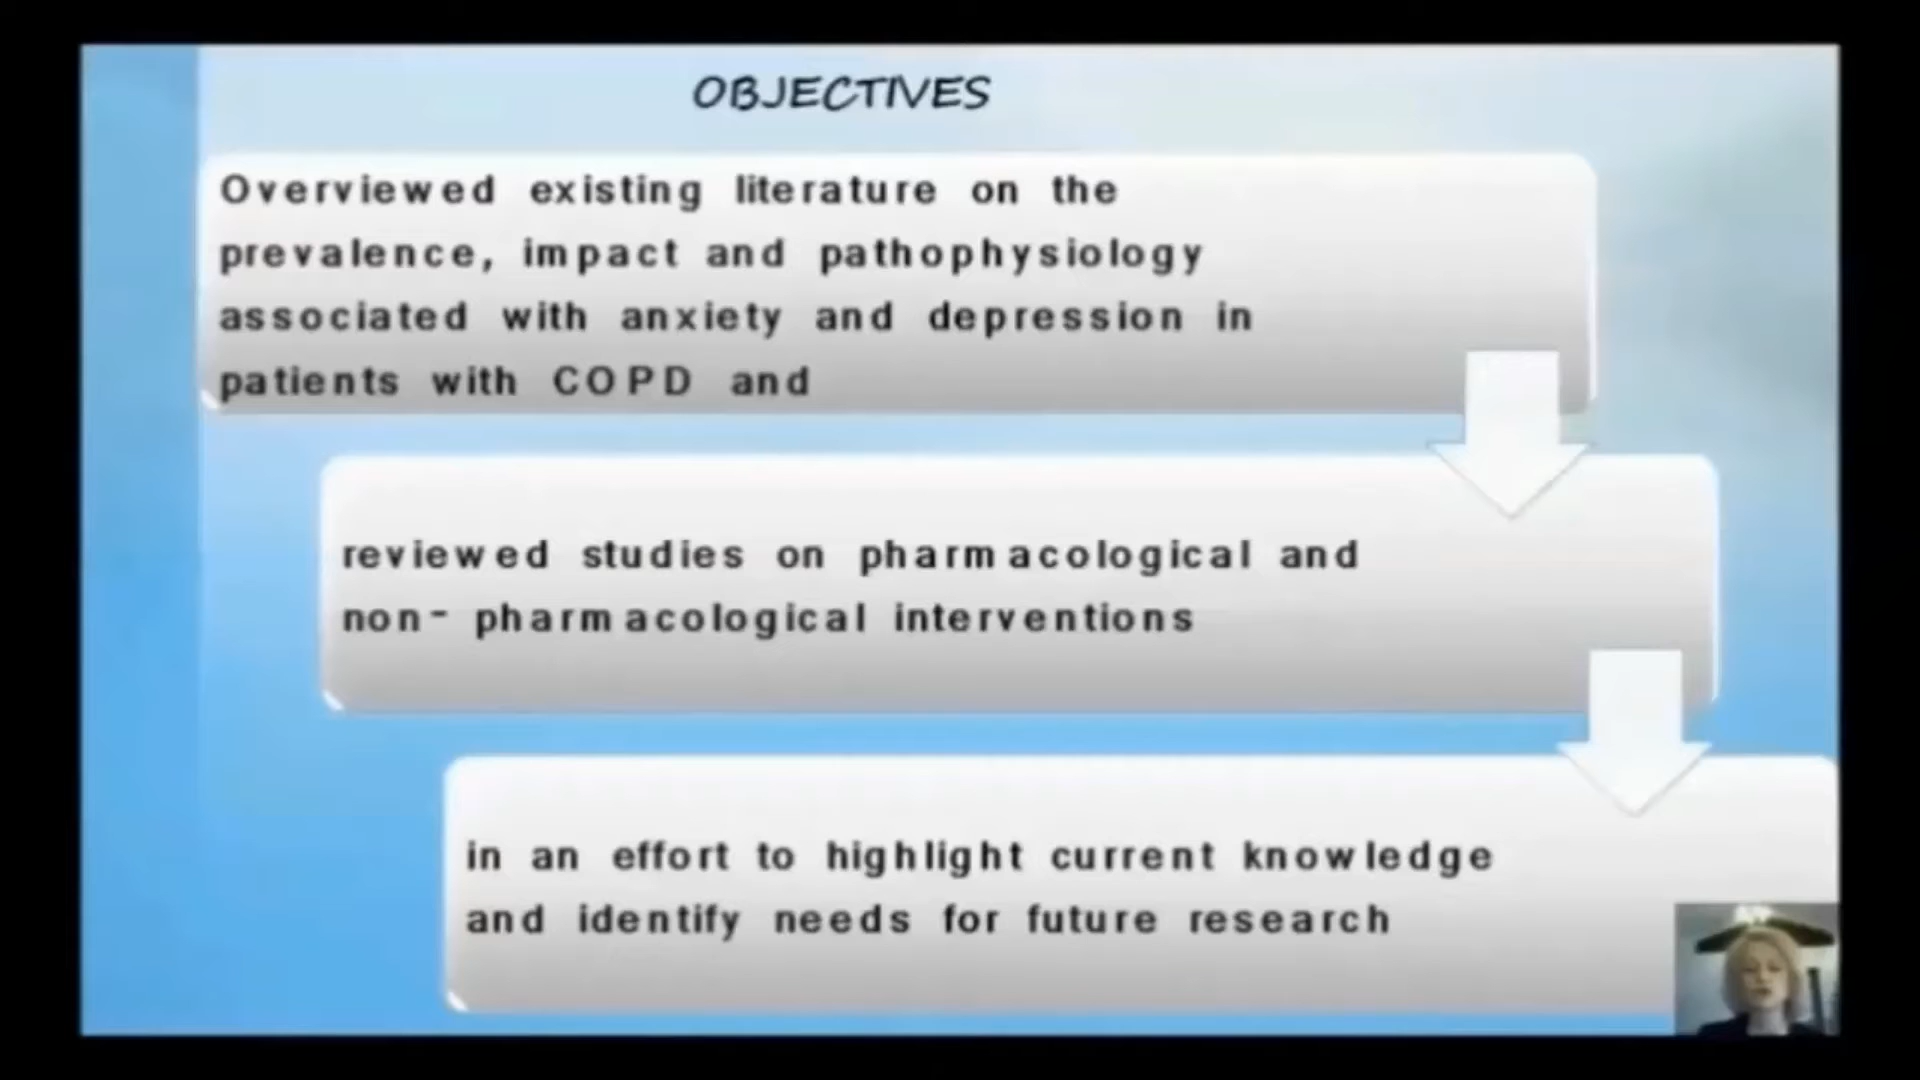 OBJECTIVES
Overviewed existing literature on the
prevalence, impact and pathophysiology
associated with anxiety and depression in
patients with COPD and
reviewed studies on pharmacological and
non- pharmacological interventions
in an effort to highlight current knowledge
and identify needs for future research